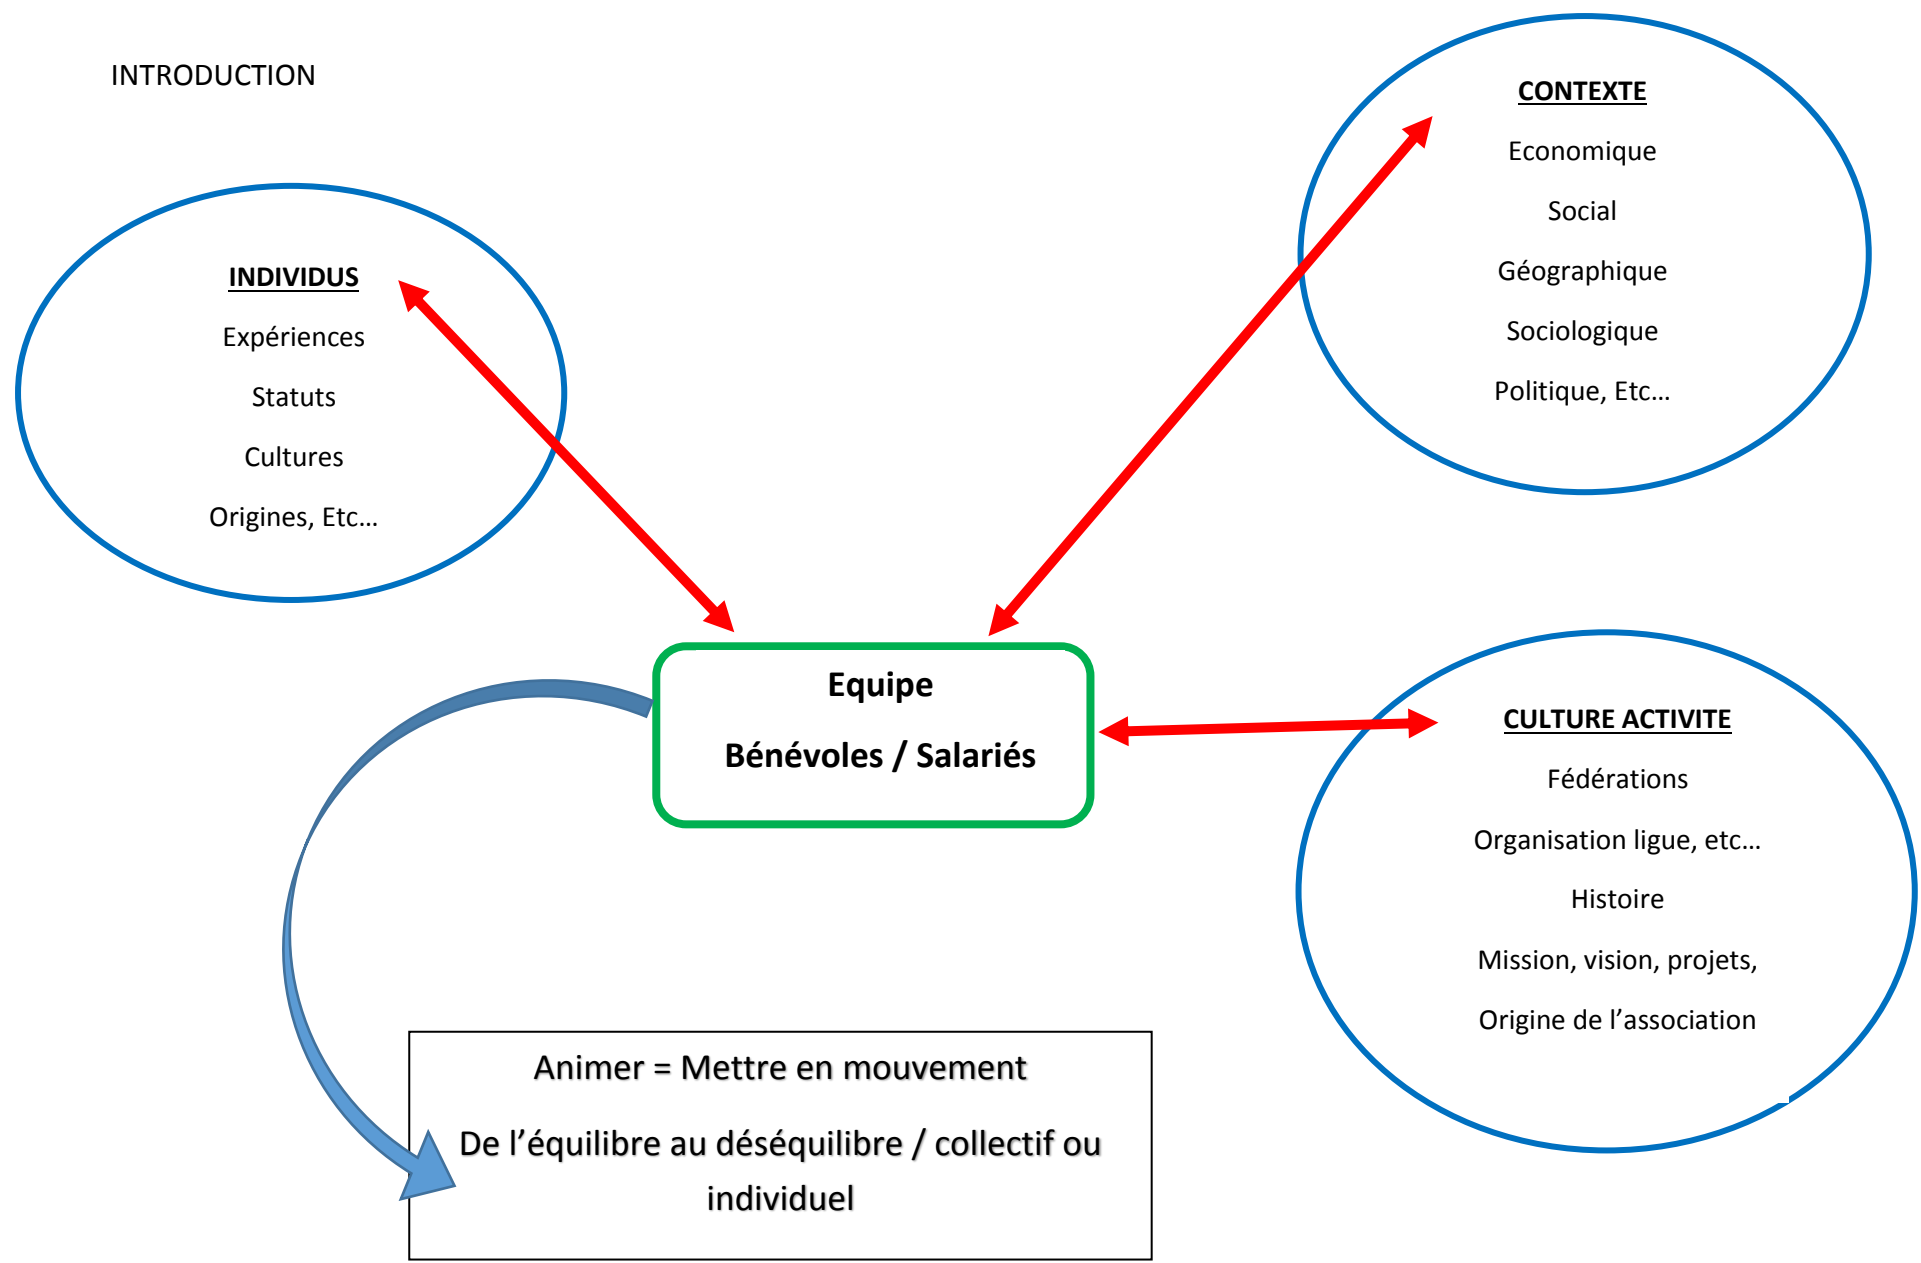 INTRODUCTION
INDIVIDUS
Expériences
Statuts
Cultures
Origines, Etc...
CONTEXTE
Economique
Social
Géographique
Sociologique
Politique, Etc...
Equipe
Bénévoles / Salariés
CULTURE ACTIVITE
Fédérations
Organisation ligue, etc...
Histoire
Mission, vision, projets,
Origine de l’association
Animer = Mettre en mouvement
De l’équilibre au déséquilibre / collectif ou
individuel